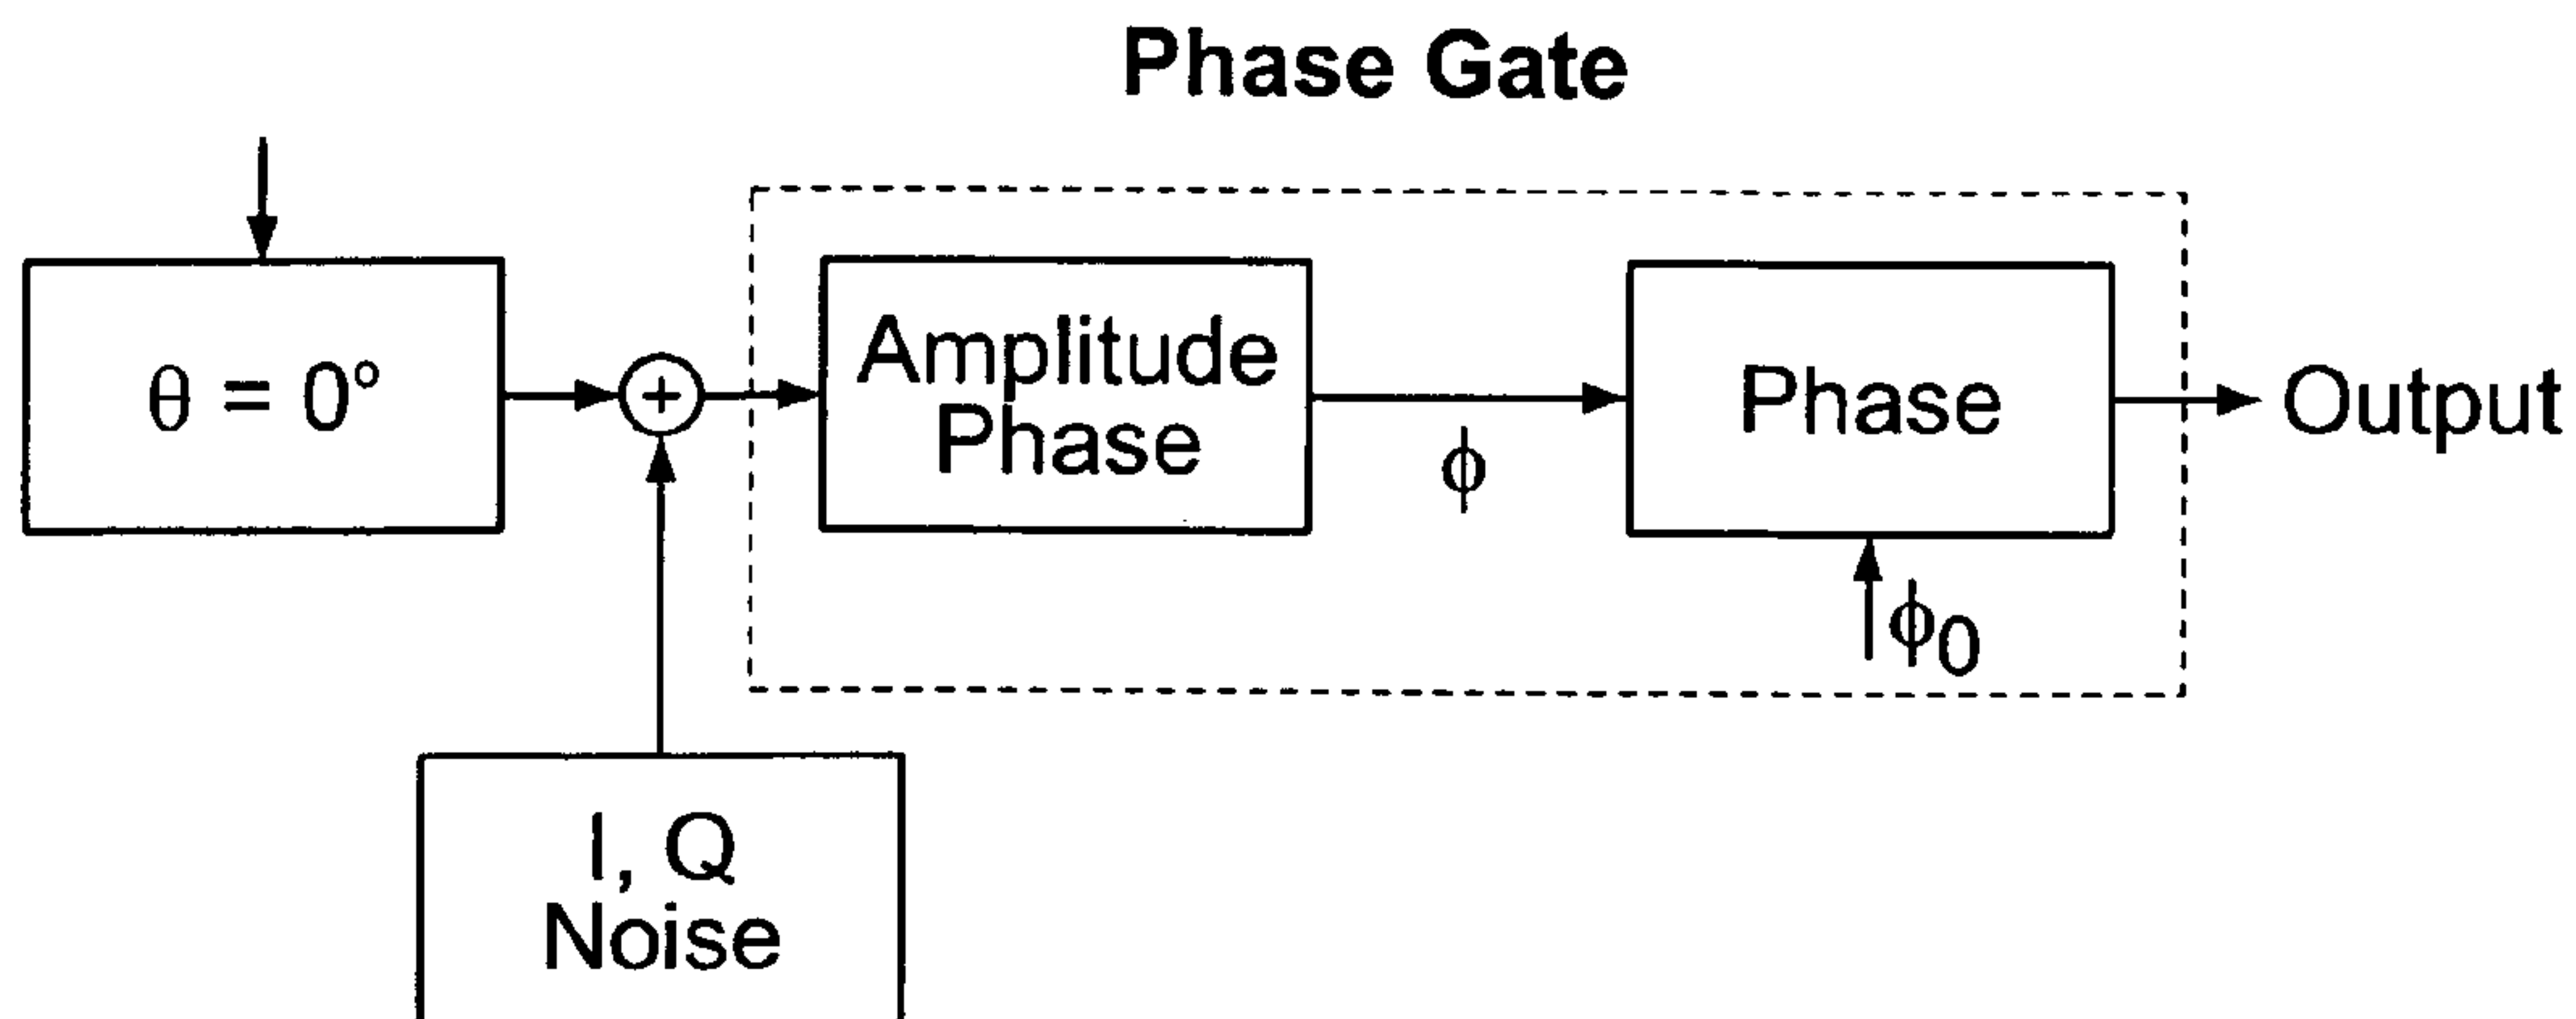 Phase Gate
θ = 0°
+
Amplitude
Phase
ϕ
Phase
ϕ₀
Output
I, Q
Noise